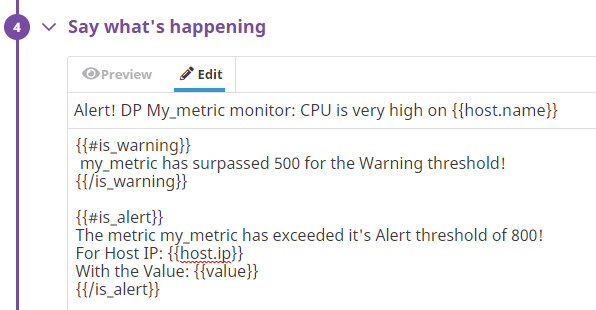 4
Say what's happening
Preview
Edit
Alert! DP My_metric monitor: CPU is very high on {{host.name}}
{{#is_warning}}
my_metric has surpassed 500 for the Warning threshold!
{{/is_warning}}
{{#is_alert}}
The metric my_metric has exceeded it's Alert threshold of 800!
For Host IP: {{host.ip}}
With the Value: {{value}}
{{/is_alert}}